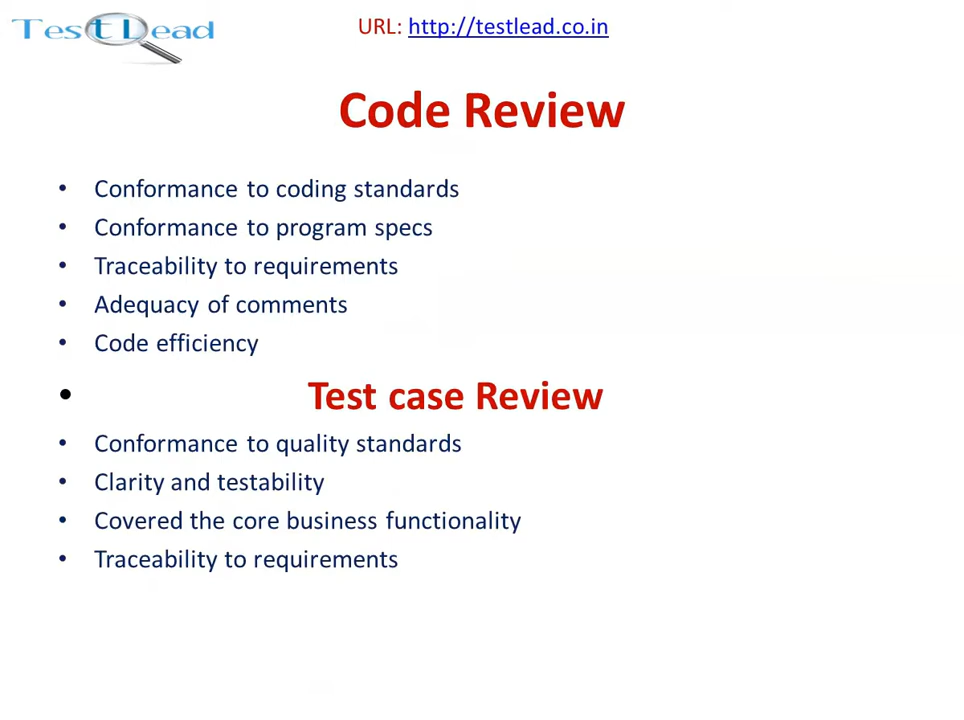 Test Lead
URL: http://testlead.co.in
Code Review
• Conformance to coding standards
• Conformance to program specs
• Traceability to requirements
• Adequacy of comments
• Code efficiency
• Test case Review
• Conformance to quality standards
• Clarity and testability
• Covered the core business functionality
• Traceability to requirements